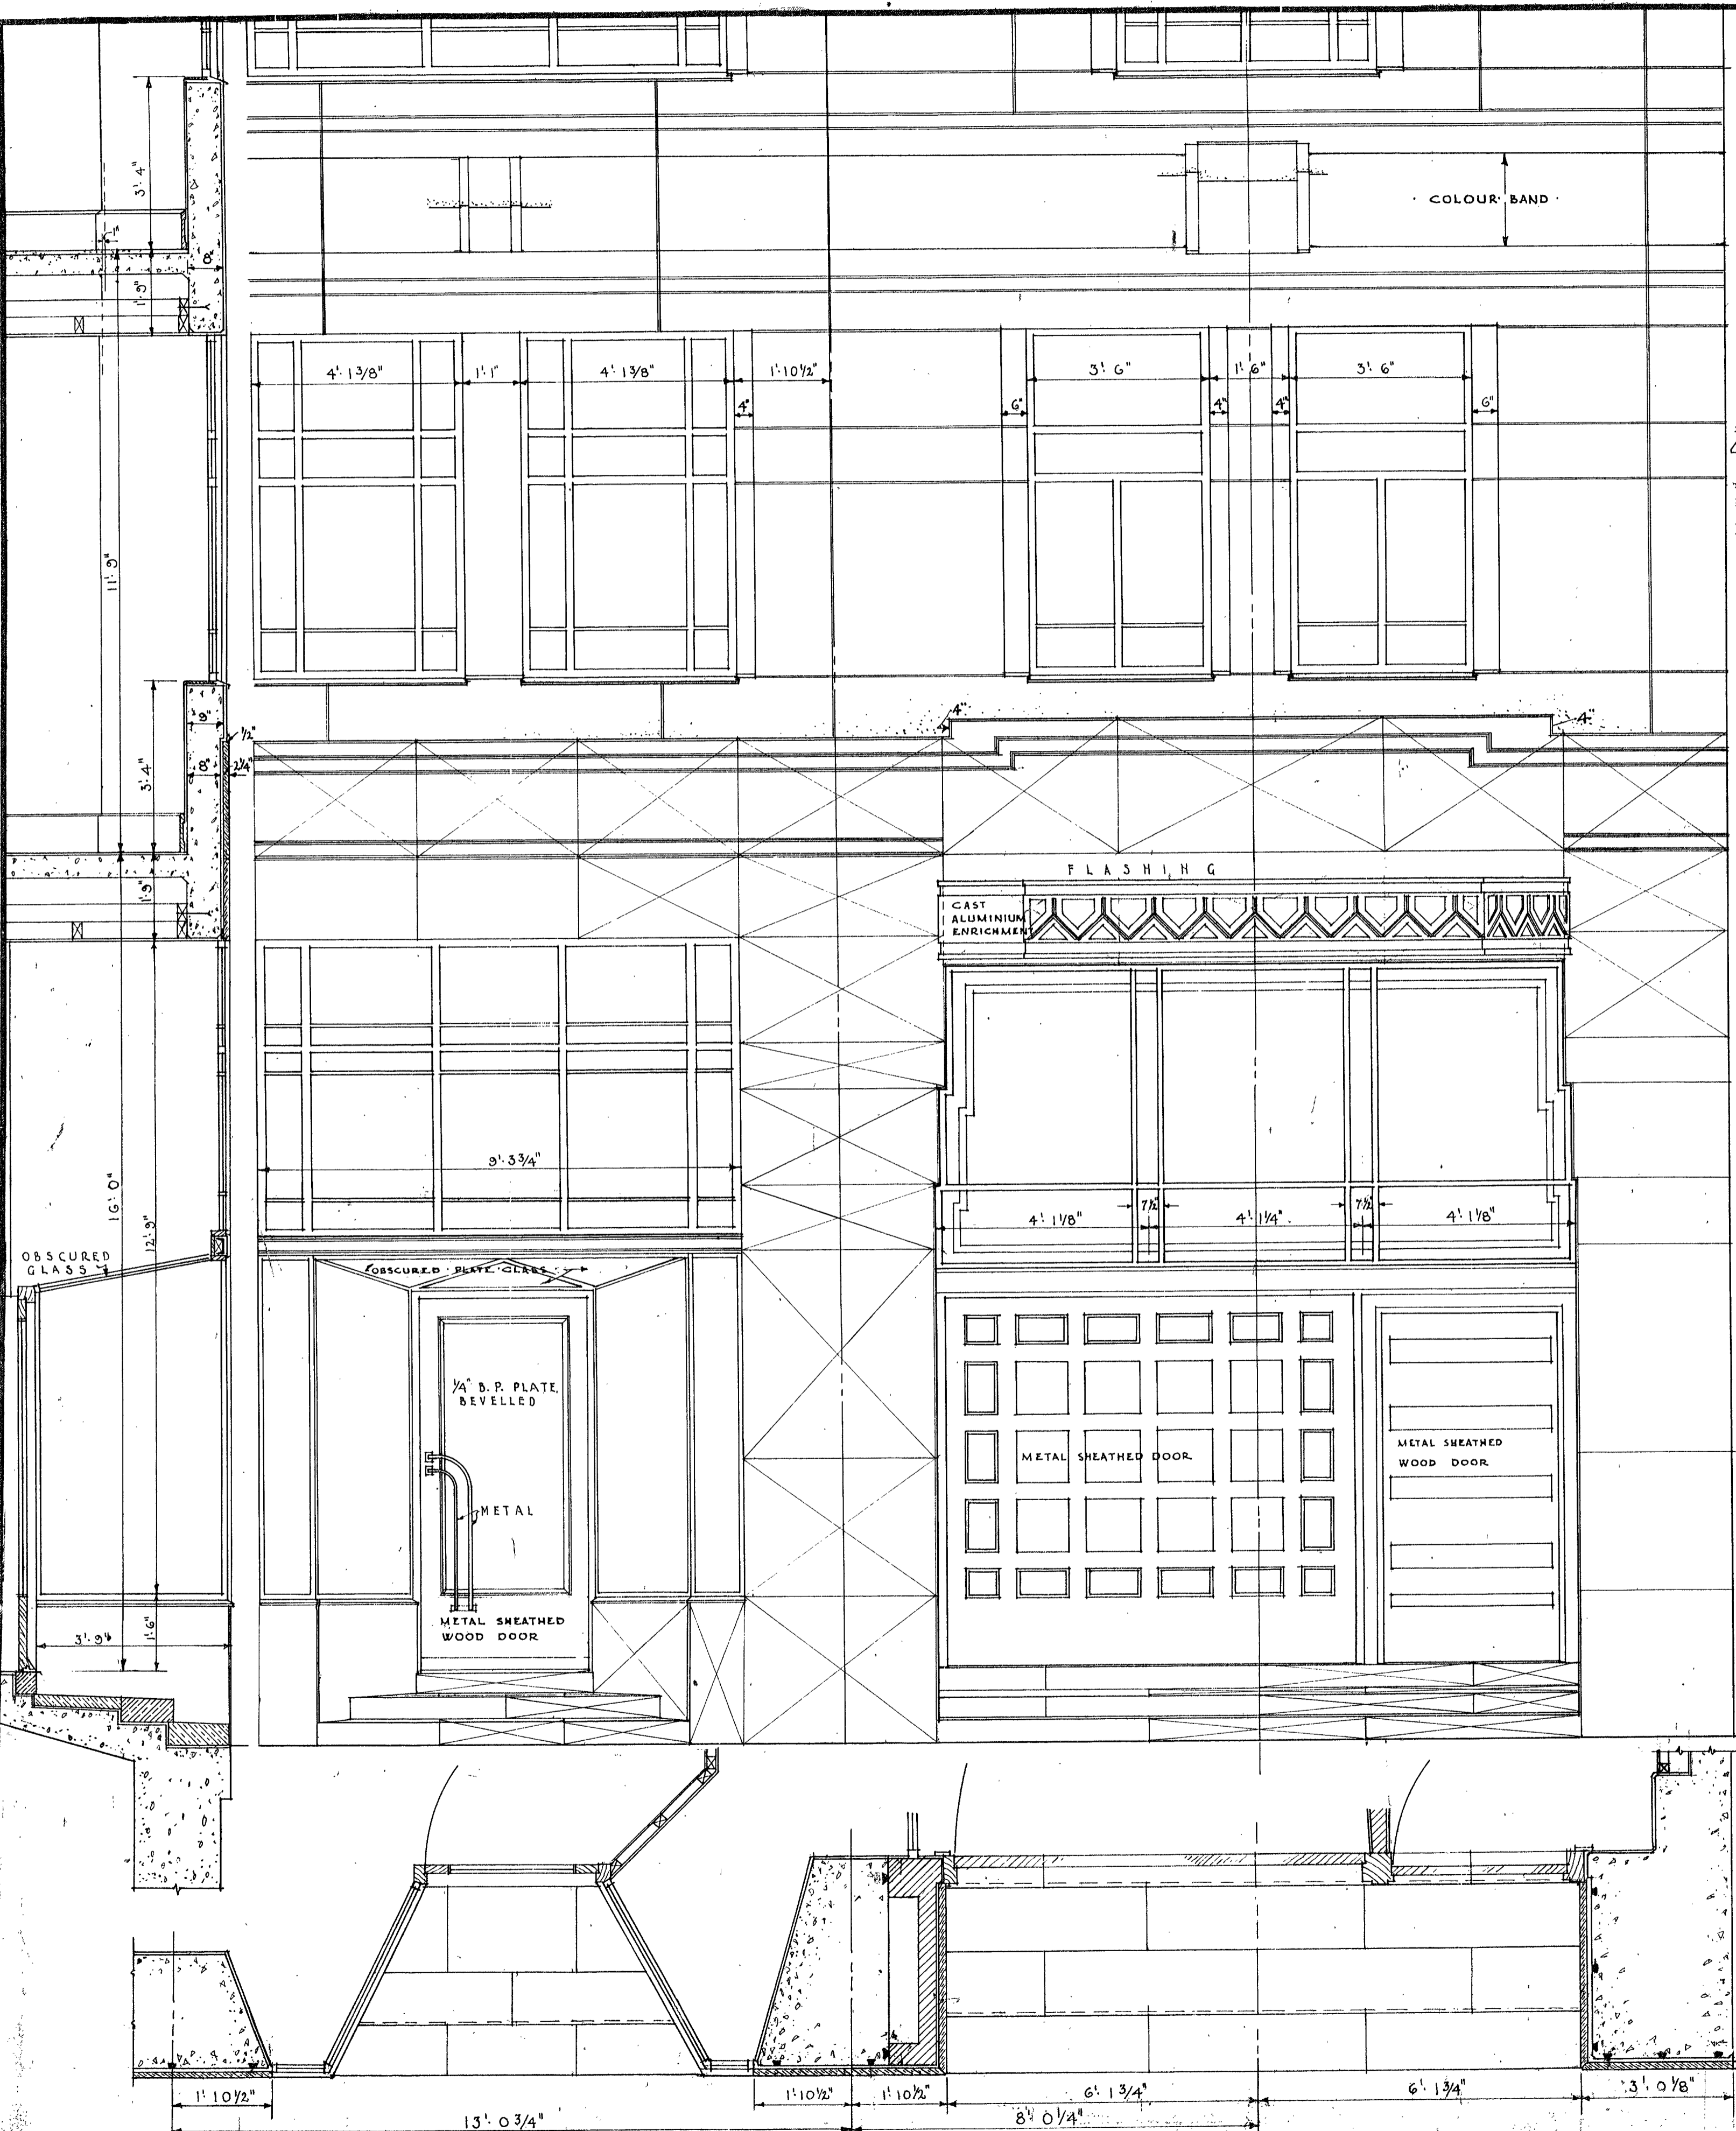 3'. 4"
1"
8"
1'. 9"
11'. 9"
· COLOUR BAND ·
4'. 1 3/8"
1'. 1"
4'. 1 3/8"
1'. 10 1/2"
4"
3'. 6"
1'. 6"
3'. 6"
6"
4"
4"
6"
9"
1/2"
8"
2 1/4"
3'. 4"
1'. 9"
4"
4"
FLASHING
CAST
ALUMINIUM
ENRICHMENT
9'. 3 3/4"
4'. 1 1/8"
7 1/2"
4'. 1 1/4"
7 1/2"
4'. 1 1/8"
16'. 0"
12'. 9"
OBSCURED
GLASS
OBSCURED · PLATE · GLASS
1/4" B.P. PLATE
BEVELLED
METAL
METAL SHEATHED
WOOD DOOR
METAL SHEATHED DOOR
METAL SHEATHED
WOOD DOOR
3'. 9"
1'. 6"
1'. 10 1/2"
1'. 10 1/2"
1'. 10 1/2"
6'. 1 3/4"
6'. 1 3/4"
3'. 0 1/8"
13'. 0 3/4"
8'. 0 1/4"